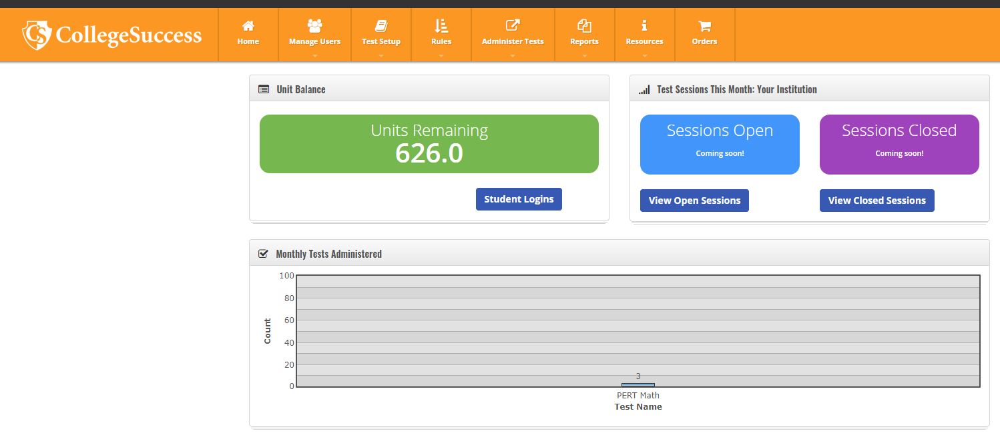 CS CollegeSuccess
Home
Manage Users
Test Setup
Rules
Administer Tests
Reports
Resources
Orders
Unit Balance
Units Remaining
626.0
Student Logins
Test Sessions This Month: Your Institution
Sessions Open
Coming soon!
Sessions Closed
Coming soon!
View Open Sessions
View Closed Sessions
Monthly Tests Administered
100
80
60
40
20
0
Count
3
PERT Math
Test Name